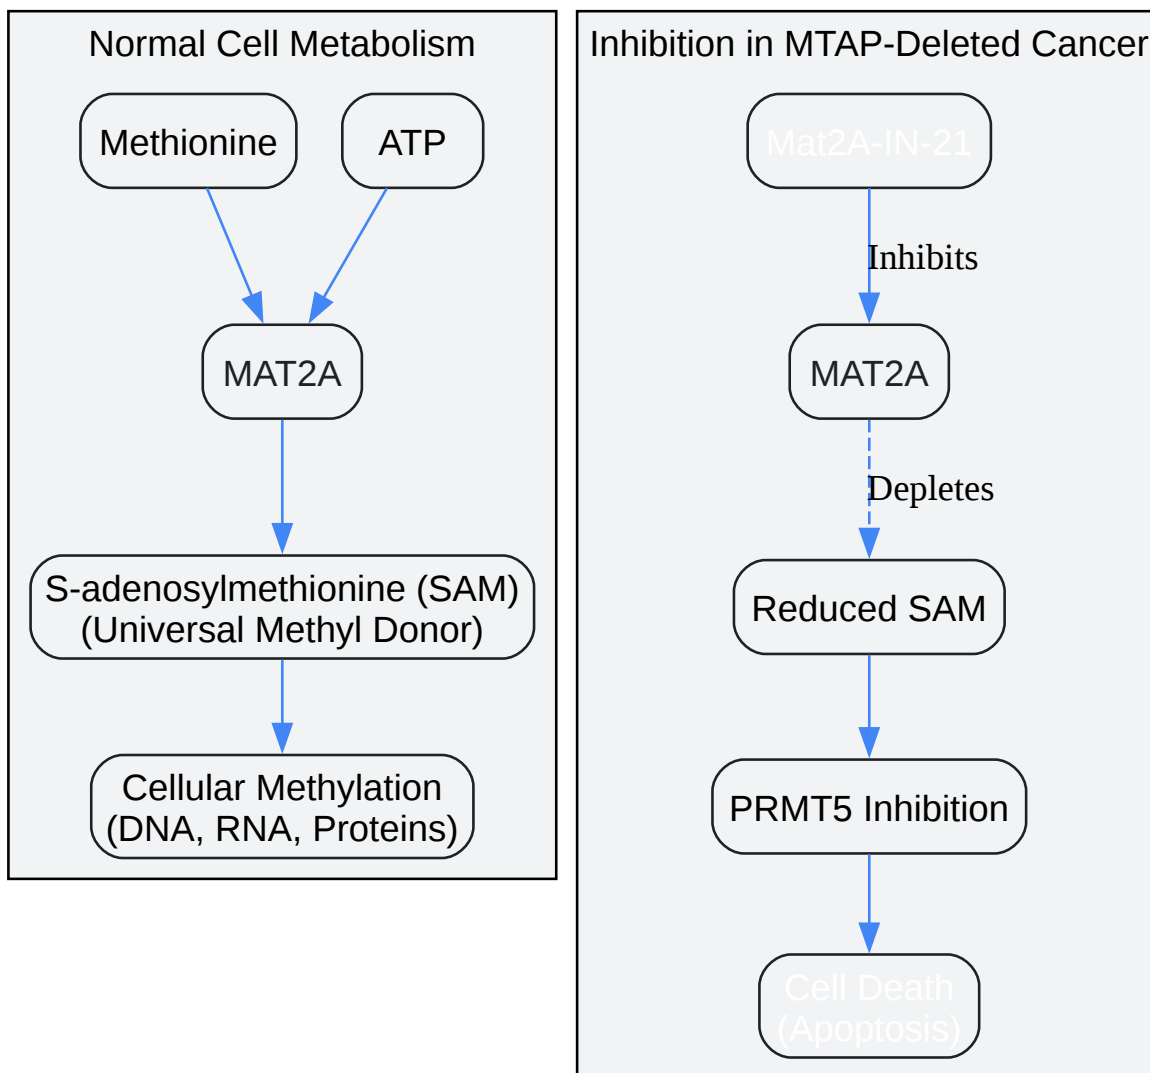 Normal Cell Metabolism
Methionine
ATP
MAT2A
S-adenosylmethionine (SAM)
(Universal Methyl Donor)
Cellular Methylation
(DNA, RNA, Proteins)
Inhibition in MTAP-Deleted Cancer
Mat2A-IN-21
Inhibits
MAT2A
Depletes
Reduced SAM
PRMT5 Inhibition
Cell Death
(Apoptosis)